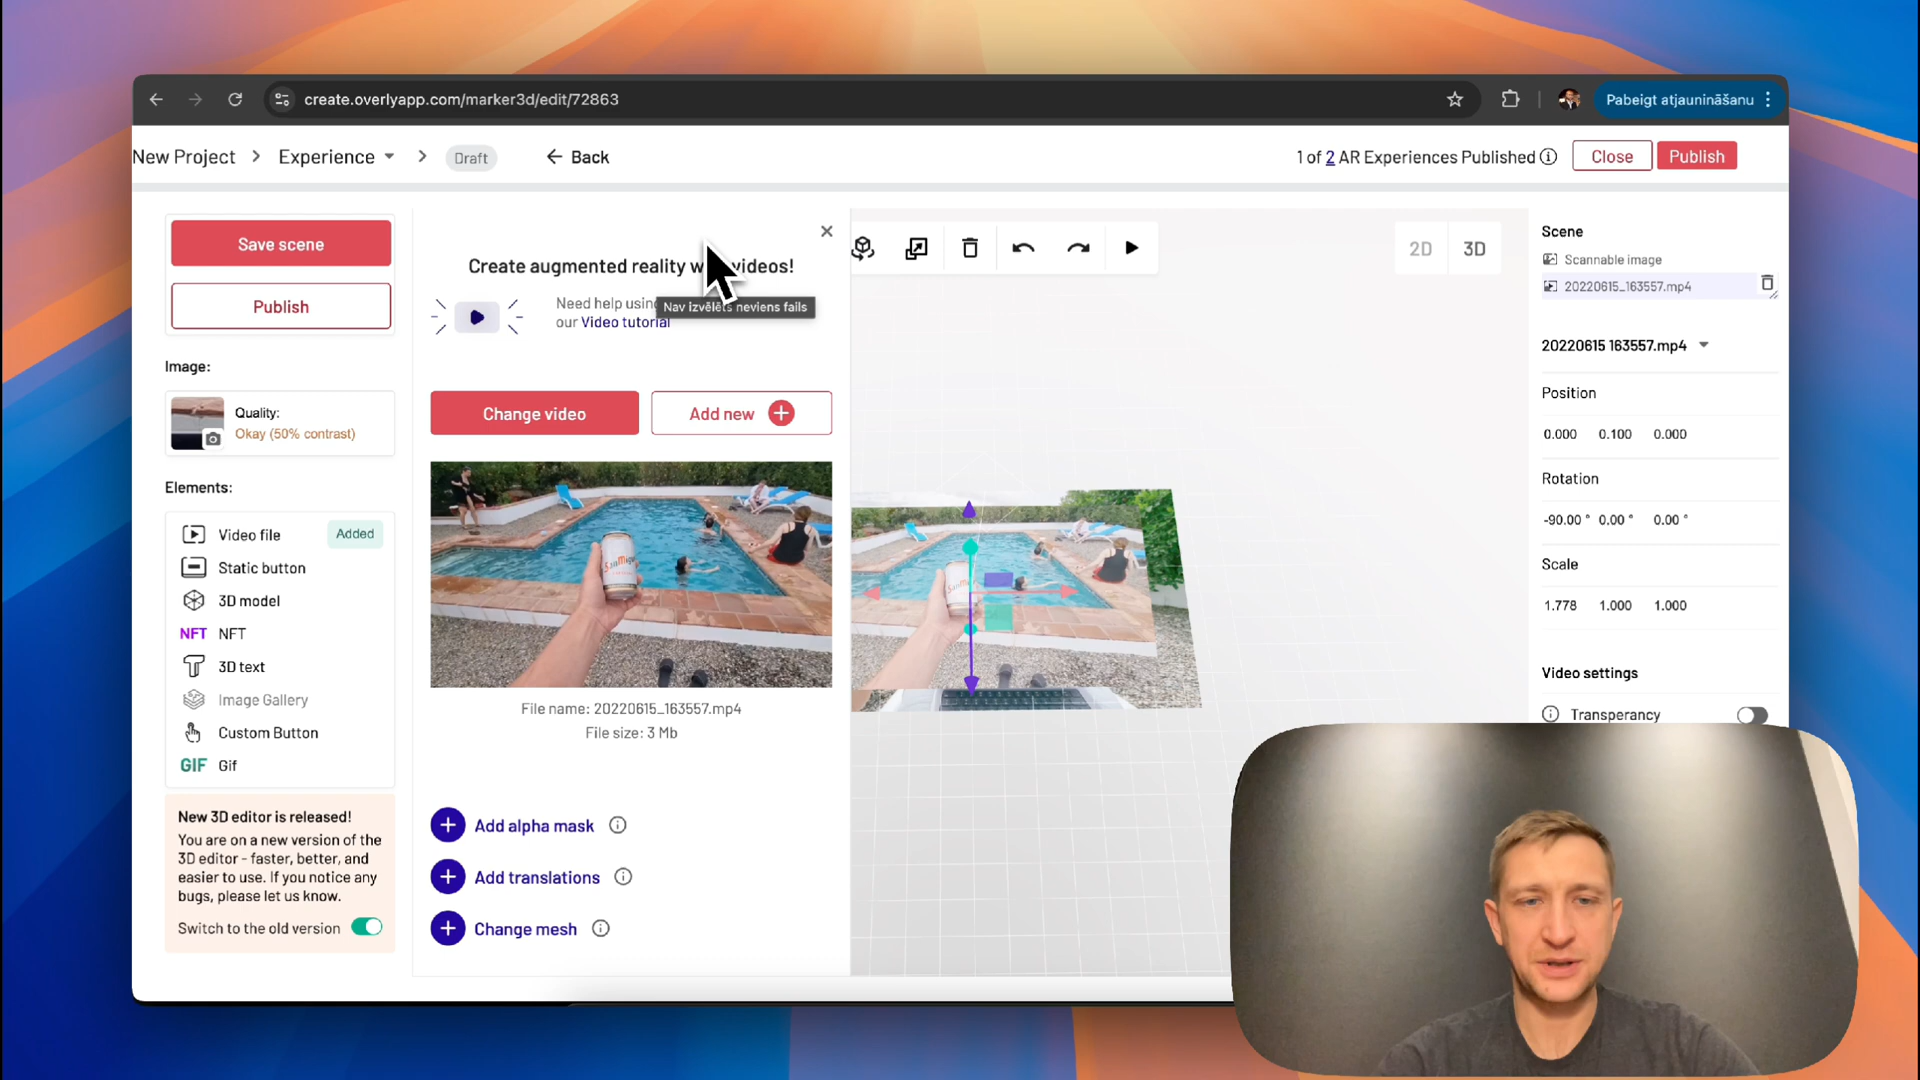 create.overlyapp.com/marker3d/edit/72863
Pabeigt atjaunināšanu
New Project
Experience
Draft
Back
1 of 2 AR Experiences Published
Close
Publish
Save scene
Publish
Image:
Quality:
Okay (50% contrast)
Elements:
Video file
Added
Static button
3D model
NFT
NFT
3D text
Image Gallery
Custom Button
GIF
Gif
New 3D editor is released!
You are on a new version of the
3D editor - faster, better, and
easier to use. If you notice any
bugs, please let us know.
Switch to the old version
Create augmented reality w videos!
Need help using
our Video tutorial
Nav izvēlēts neviens fails
Change video
Add new
File name: 20220615_163557.mp4
File size: 3 Mb
Add alpha mask
Add translations
Change mesh
2D
3D
Scene
Scannable image
20220615_163557.mp4
20220615 163557.mp4
Position
0.000 0.100 0.000
Rotation
-90.00 ° 0.00 ° 0.00 °
Scale
1.778 1.000 1.000
Video settings
Transperancy